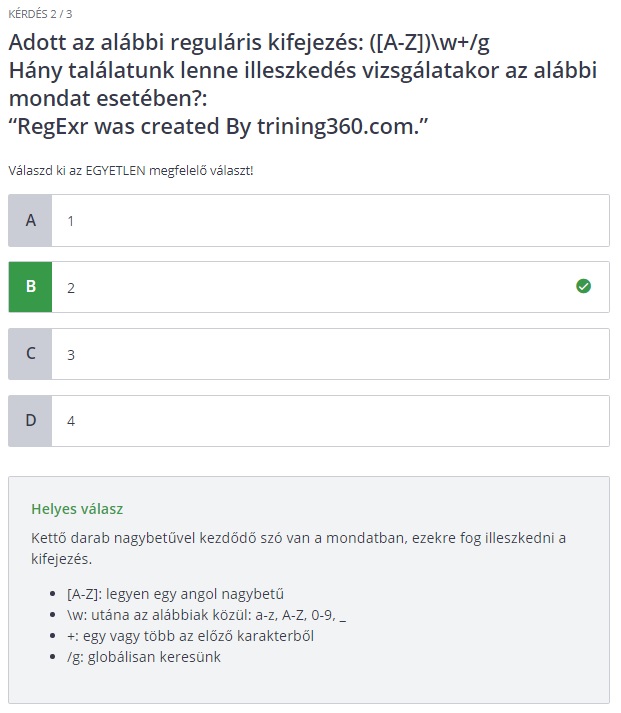 KÉRDÉS 2 / 3
Adott az alábbi reguláris kifejezés: ([A-Z])\w+/g
Hány találatunk lenne illeszkedés vizsgálatakor az alábbi
mondat esetében?:
“RegExr was created By trining360.com.”
Válaszd ki az EGYETLEN megfelelő választ!
A 1
B 2
C 3
D 4
Helyes válasz
Kettő darab nagybetűvel kezdődő szó van a mondatban, ezekre fog illeszkedni a
kifejezés.
• [A-Z]: legyen egy angol nagybetű
• \w: utána az alábbiak közül: a-z, A-Z, 0-9, _
• +: egy vagy több az előző karakterből
• /g: globálisan keresünk